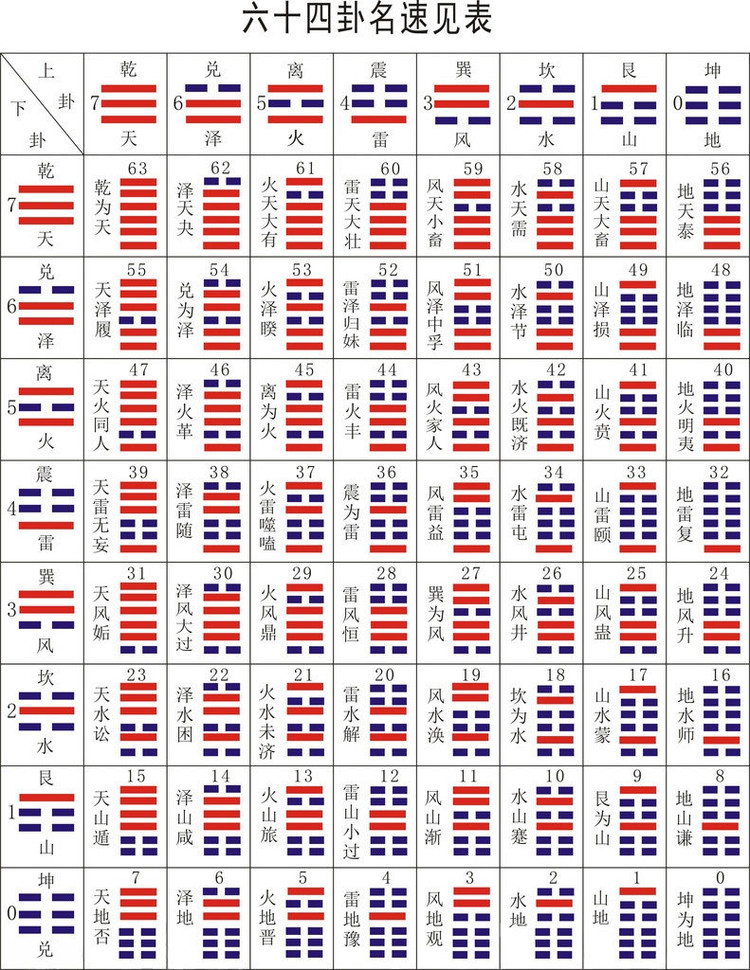 六十四卦名速见表
上卦
下卦
乾 兑 离 震 巽 坎 艮 坤
7 6 5 4 3 2 1 0
天 泽 火 雷 风 水 山 地
乾
7
天
63 62 61 60 59 58 57 56
乾为天 泽天夬 火天大有 雷天大壮 风天小畜 水天需 山天大畜 地天泰
兑
6
泽
55 54 53 52 51 50 49 48
天泽履 兑为泽 火泽睽 雷泽归妹 风泽中孚 水泽节 山泽损 地泽临
离
5
火
47 46 45 44 43 42 41 40
天火同人 泽火革 离为火 雷火丰 风火家人 水火既济 山火贲 地火明夷
震
4
雷
39 38 37 36 35 34 33 32
天雷无妄 泽雷随 火雷噬嗑 震为雷 风雷益 水雷屯 山雷颐 地雷复
巽
3
风
31 30 29 28 27 26 25 24
天风姤 泽风大过 火风鼎 雷风恒 巽为风 水风井 山风蛊 地风升
坎
2
水
23 22 21 20 19 18 17 16
天水讼 泽水困 火水未济 雷水解 风水涣 坎为水 山水蒙 地水师
艮
1
山
15 14 13 12 11 10 9 8
天山遁 泽山咸 火山旅 雷山小过 风山渐 水山蹇 艮为山 地山谦
坤
0
兑
7 6 5 4 3 2 1 0
天地否 泽地 火地晋 雷地豫 风地观 水地 山地 坤为地